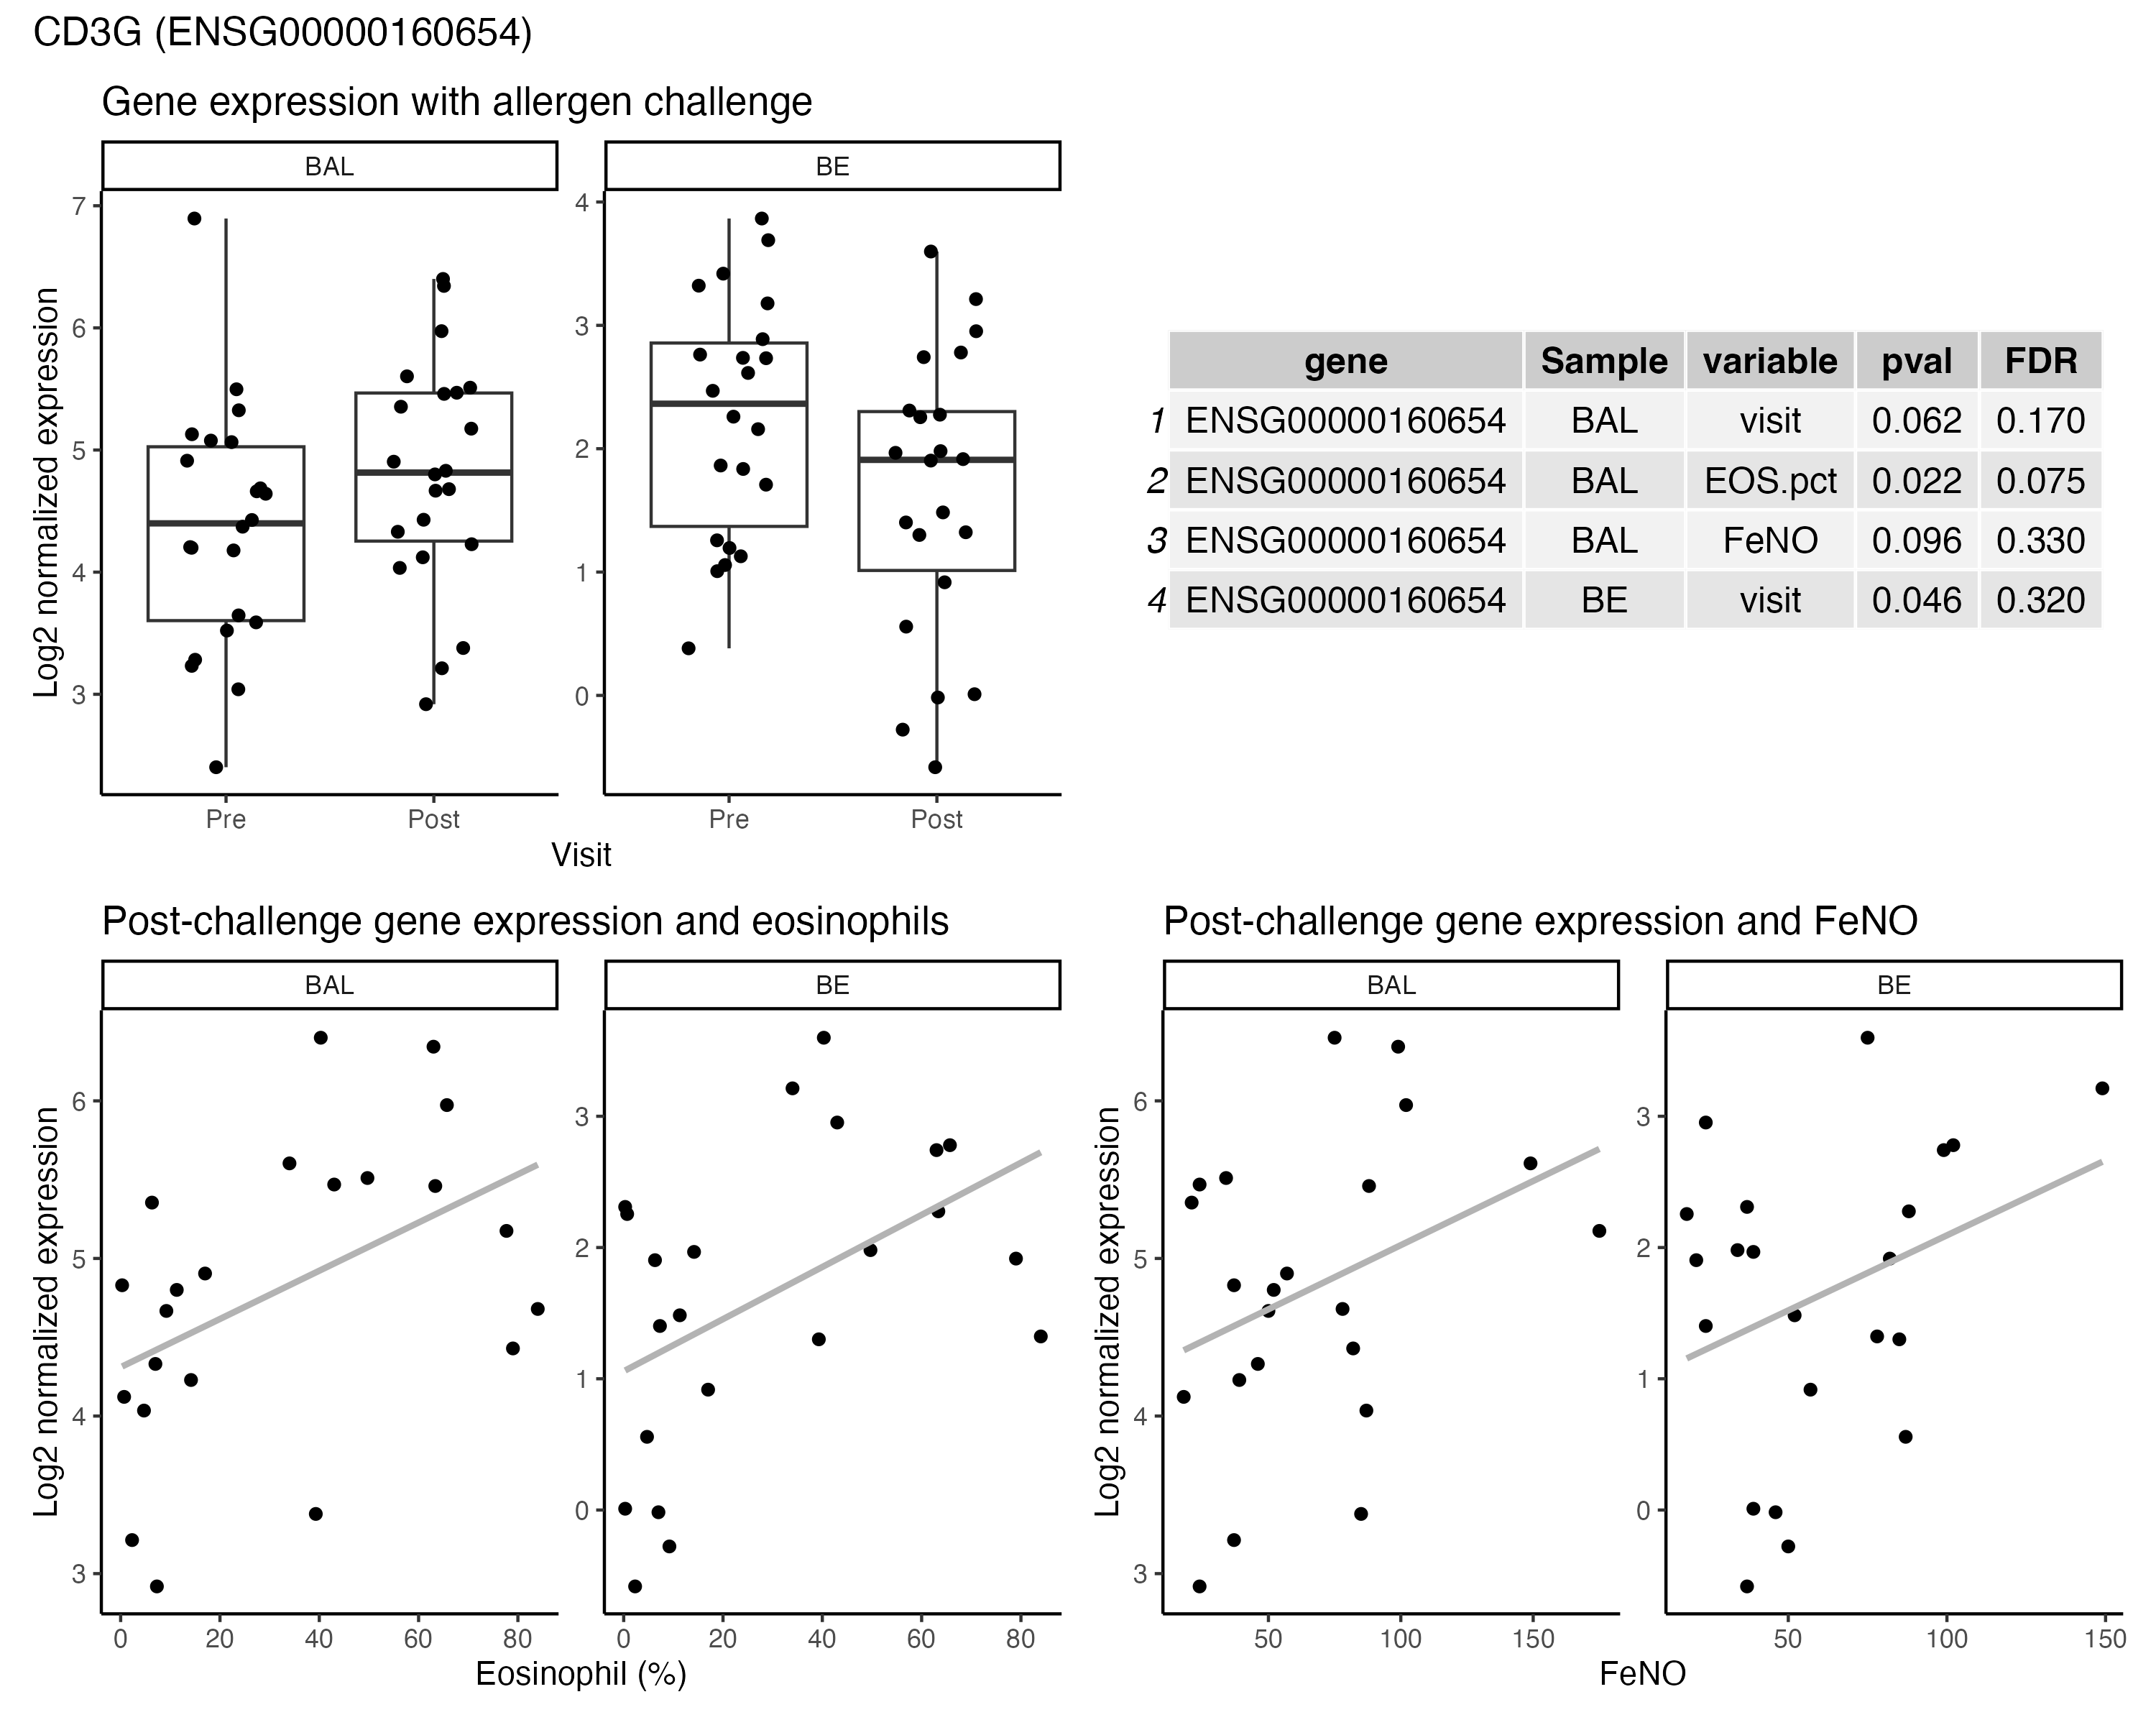 CD3G (ENSG00000160654)
Gene expression with allergen challenge
BAL
BE
Log2 normalized expression
7
6
5
4
3
4
3
2
1
0
Pre
Post
Pre
Post
Visit
gene Sample variable pval FDR
1 ENSG00000160654 BAL visit 0.062 0.170
2 ENSG00000160654 BAL EOS.pct 0.022 0.075
3 ENSG00000160654 BAL FeNO 0.096 0.330
4 ENSG00000160654 BE visit 0.046 0.320
Post-challenge gene expression and eosinophils
BAL
BE
Log2 normalized expression
6
5
4
3
3
2
1
0
0 20 40 60 80
0 20 40 60 80
Eosinophil (%)
Post-challenge gene expression and FeNO
BAL
BE
Log2 normalized expression
6
5
4
3
3
2
1
0
50 100 150
50 100 150
FeNO